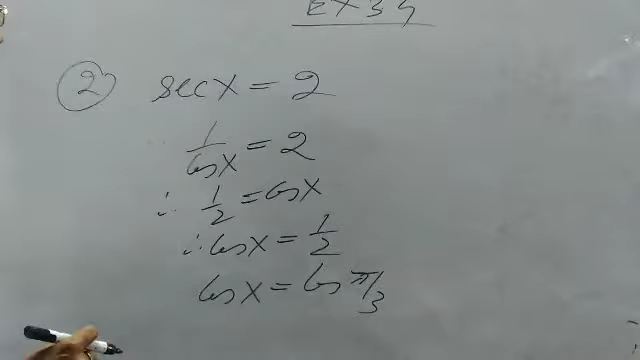 Ex 3.4
(2) sec x = 2
1/cos x = 2
∴ 1/2 = cos x
∴ cos x = 1/2
cos x = cos π/3